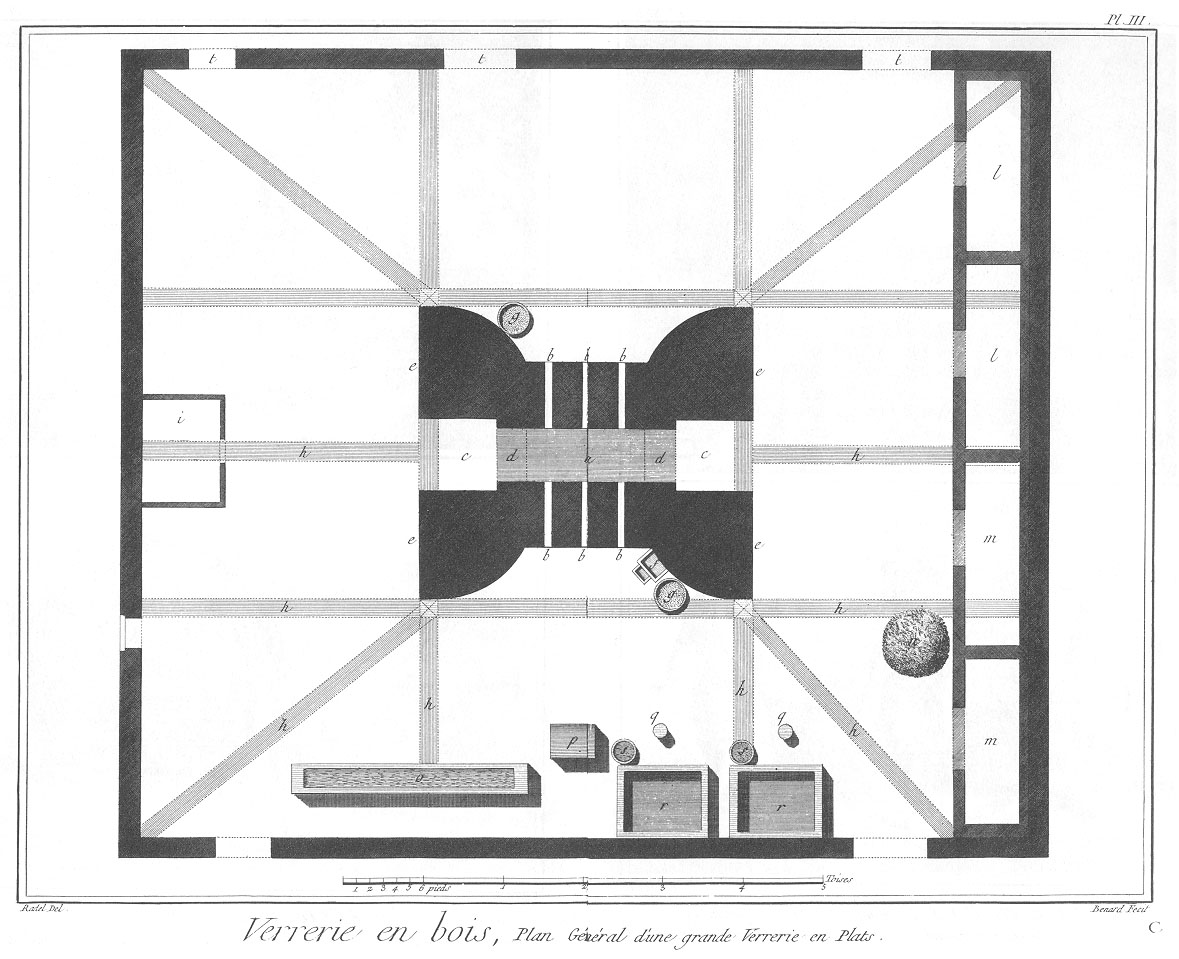 Pl. III.
t t t
l
g
b b b
e e
l
i
h c d a d c h
e e m
b b b
s
g
h h
n
h
h h h
q q
p s s
m
o
r r
1 2 3 4 5 6 pieds 1 2 3 4 5 Toises
Radel Del. Benard Fecit
Verrerie en bois, Plan Général d'une grande Verrerie en Plats.
C